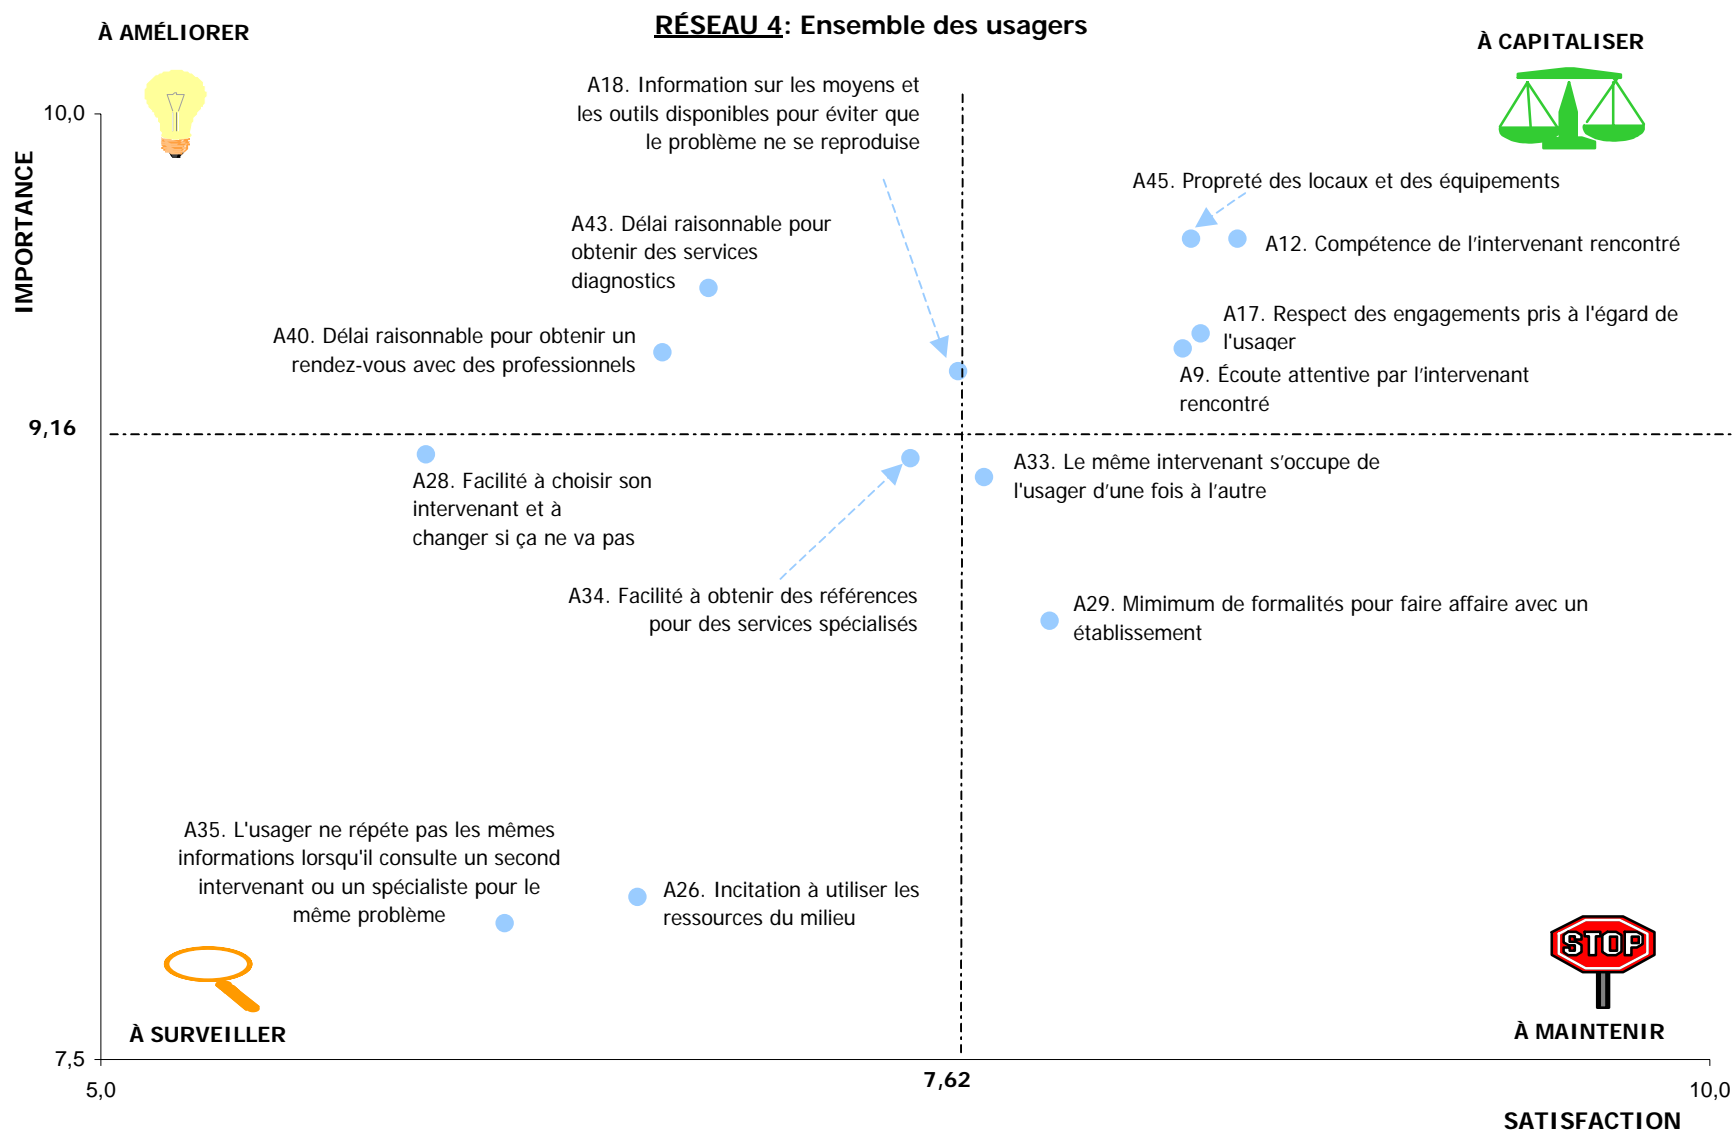 RÉSEAU 4: Ensemble des usagers
À AMÉLIORER
À CAPITALISER
A18. Information sur les moyens et
les outils disponibles pour éviter que
le problème ne se reproduise
10,0
IMPORTANCE
A45. Propreté des locaux et des équipements
A43. Délai raisonnable pour
obtenir des services
diagnostics
A12. Compétence de l'intervenant rencontré
A17. Respect des engagements pris à l'égard de
l'usager
A40. Délai raisonnable pour obtenir un
rendez-vous avec des professionnels
A9. Écoute attentive par l'intervenant
rencontré
9,16
A28. Facilité à choisir son
intervenant et à
changer si ça ne va pas
A33. Le même intervenant s'occupe de
l'usager d'une fois à l'autre
A34. Facilité à obtenir des références
pour des services spécialisés
A29. Mimimum de formalités pour faire affaire avec un
établissement
A35. L'usager ne répéte pas les mêmes
informations lorsqu'il consulte un second
intervenant ou un spécialiste pour le
même problème
A26. Incitation à utiliser les
ressources du milieu
STOP
À SURVEILLER
À MAINTENIR
7,5
5,0
7,62
10,0
SATISFACTION